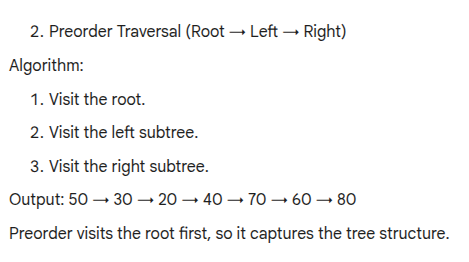 2. Preorder Traversal (Root → Left → Right)
Algorithm:
1. Visit the root.
2. Visit the left subtree.
3. Visit the right subtree.
Output: 50 → 30 → 20 → 40 → 70 → 60 → 80
Preorder visits the root first, so it captures the tree structure.